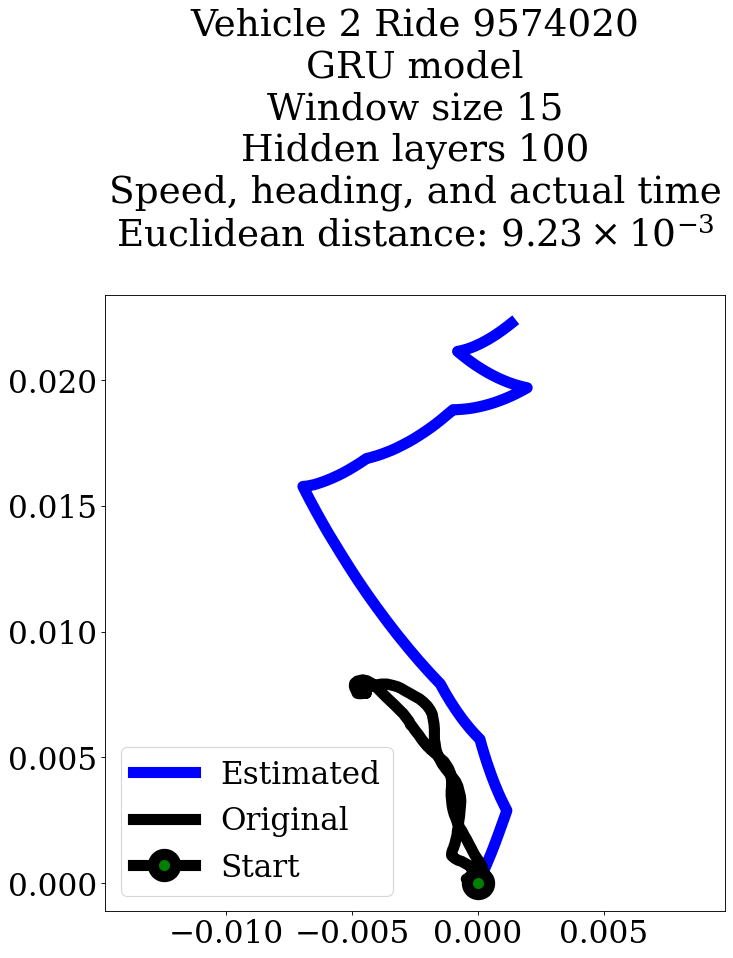 Vehicle 2 Ride 9574020
GRU model
Window size 15
Hidden layers 100
Speed, heading, and actual time
Euclidean distance: 9.23 × 10⁻³
0.020
0.015
0.010
0.005
0.000
Estimated
Original
Start
−0.010 −0.005 0.000 0.005